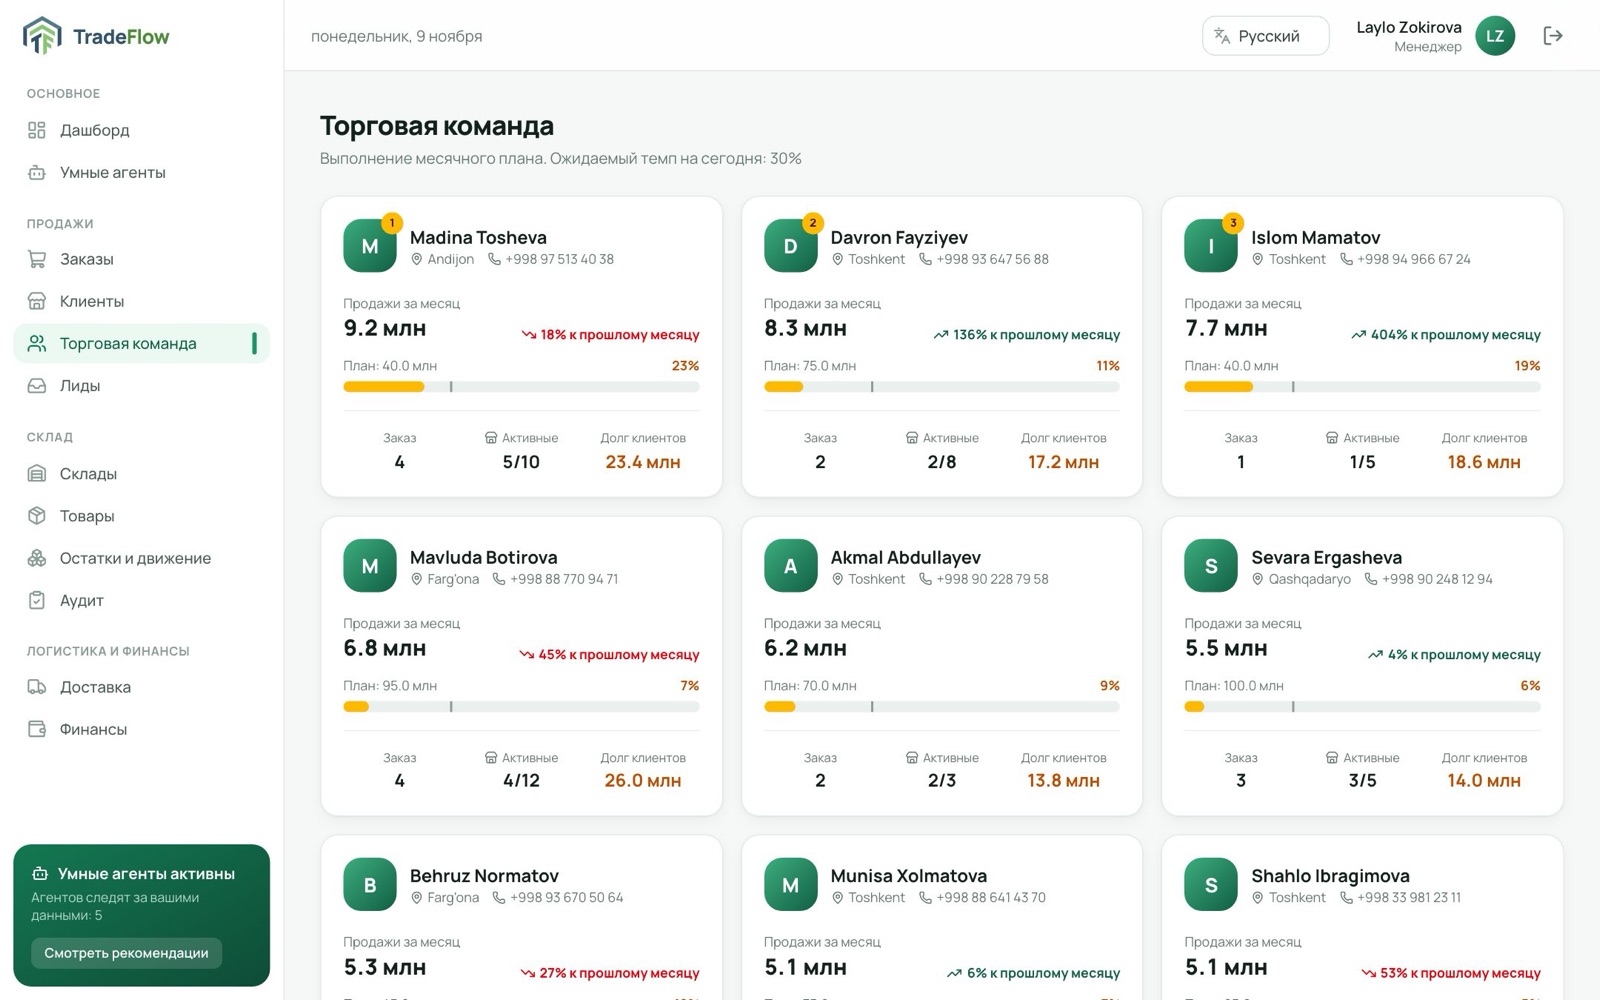 TradeFlow
ОСНОВНОЕ
Дашборд
Умные агенты
ПРОДАЖИ
Заказы
Клиенты
Торговая команда
Лиды
СКЛАД
Склады
Товары
Остатки и движение
Аудит
ЛОГИСТИКА И ФИНАНСЫ
Доставка
Финансы
Умные агенты активны
Агентов следят за вашими
данными: 5
Смотреть рекомендации
понедельник, 9 ноября
Русский
Laylo Zokirova
Менеджер
LZ
Торговая команда
Выполнение месячного плана. Ожидаемый темп на сегодня: 30%
M
1
Madina Tosheva
Andijon +998 97 513 40 38
Продажи за месяц
9.2 млн
18% к прошлому месяцу
План: 40.0 млн
23%
Заказ Активные Долг клиентов
4 5/10 23.4 млн
D
2
Davron Fayziyev
Toshkent +998 93 647 56 88
Продажи за месяц
8.3 млн
136% к прошлому месяцу
План: 75.0 млн
11%
Заказ Активные Долг клиентов
2 2/8 17.2 млн
I
3
Islom Mamatov
Toshkent +998 94 966 67 24
Продажи за месяц
7.7 млн
404% к прошлому месяцу
План: 40.0 млн
19%
Заказ Активные Долг клиентов
1 1/5 18.6 млн
M
Mavluda Botirova
Farg'ona +998 88 770 94 71
Продажи за месяц
6.8 млн
45% к прошлому месяцу
План: 95.0 млн
7%
Заказ Активные Долг клиентов
4 4/12 26.0 млн
A
Akmal Abdullayev
Toshkent +998 90 228 79 58
Продажи за месяц
6.2 млн
План: 70.0 млн
9%
Заказ Активные Долг клиентов
2 2/3 13.8 млн
S
Sevara Ergasheva
Qashqadaryo +998 90 248 12 94
Продажи за месяц
5.5 млн
4% к прошлому месяцу
План: 100.0 млн
6%
Заказ Активные Долг клиентов
3 3/5 14.0 млн
B
Behruz Normatov
Farg'ona +998 93 670 50 64
Продажи за месяц
5.3 млн
27% к прошлому месяцу
M
Munisa Xolmatova
Toshkent +998 88 641 43 70
Продажи за месяц
5.1 млн
6% к прошлому месяцу
S
Shahlo Ibragimova
Toshkent +998 33 981 23 11
Продажи за месяц
5.1 млн
53% к прошлому месяцу